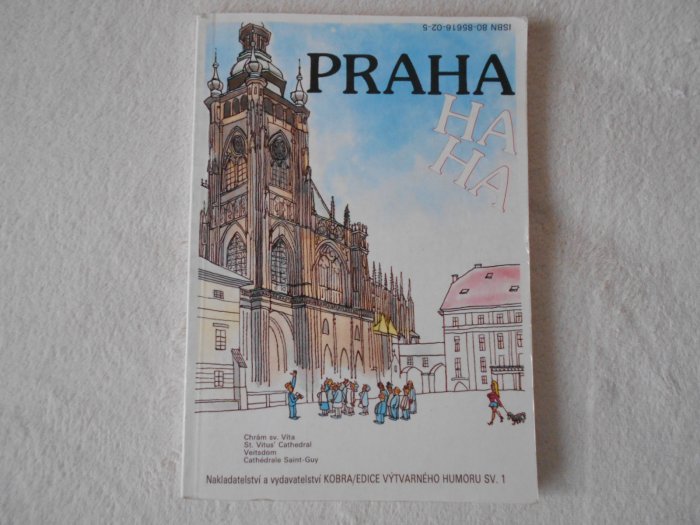 ISBN 80-85616-02-5
PRAHA
HA
HA
Chrám sv. Víta
St. Vitus' Cathedral
Veitsdom
Cathédrale Saint-Guy
Nakladatelství a vydavatelství KOBRA/EDICE VÝTVARNÉHO HUMORU SV. 1